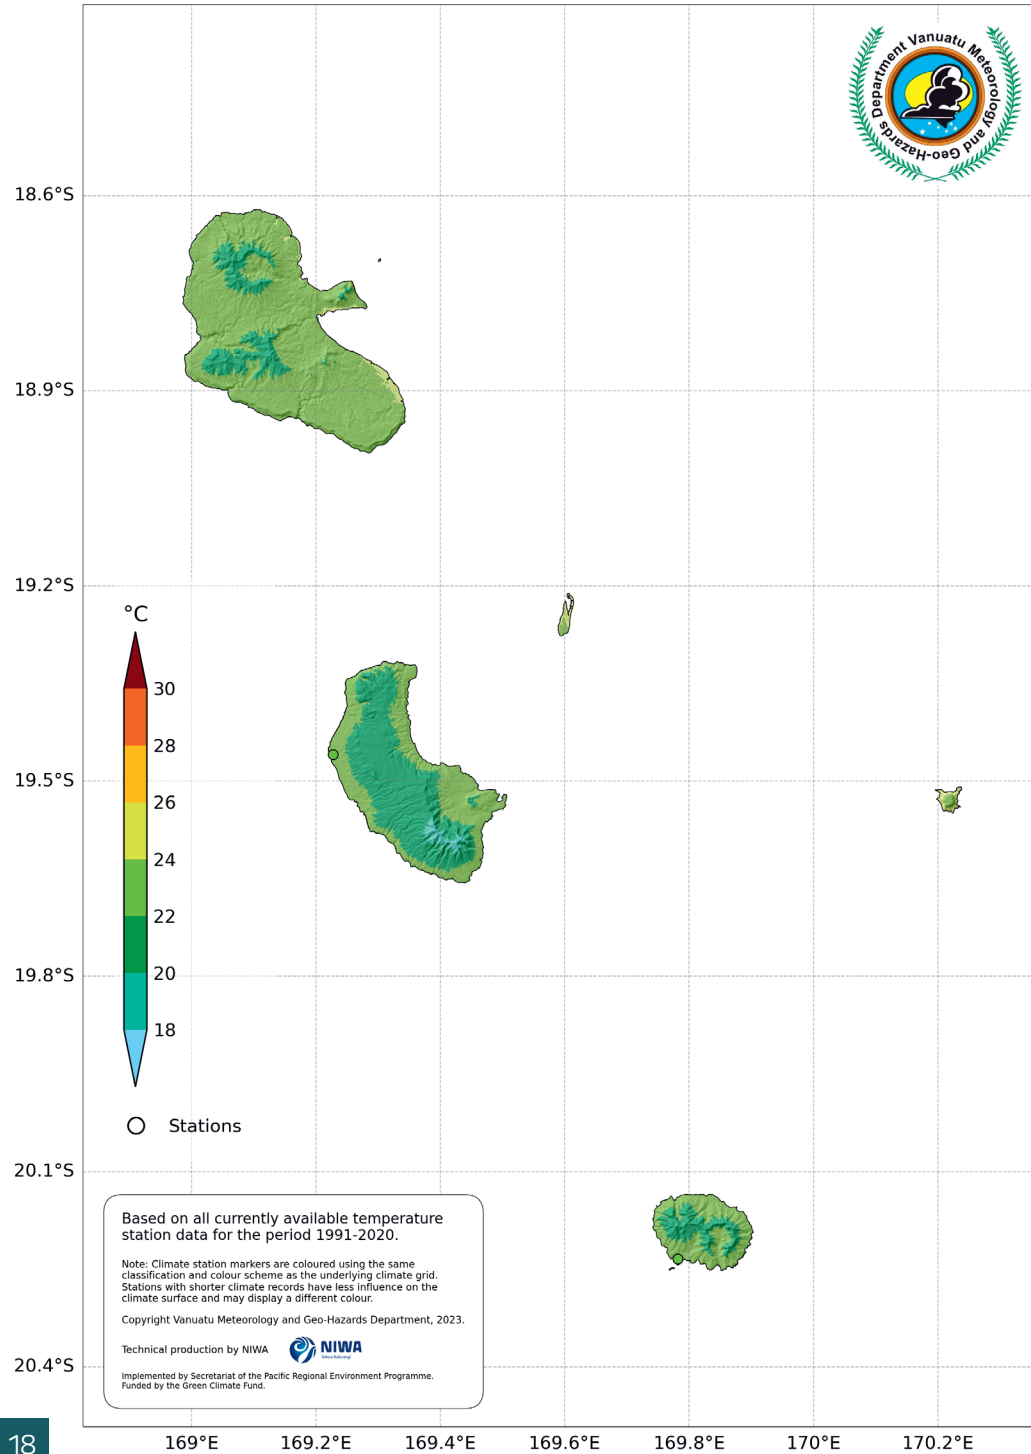 Department Vanuatu Meteorology and Geo-Hazards
18.6°S
18.9°S
19.2°S
°C
30
28
19.5°S
26
24
22
20
19.8°S
18
Stations
20.1°S
Based on all currently available temperature
station data for the period 1991-2020.
Note: Climate station markers are coloured using the same
classification and colour scheme as the underlying climate grid.
Stations with shorter climate records have less influence on the
climate surface and may display a different colour.
Copyright Vanuatu Meteorology and Geo-Hazards Department, 2023.
Technical production by NIWA
NIWA
Taihoro Nukurangi
20.4°S
Implemented by Secretariat of the Pacific Regional Environment Programme.
Funded by the Green Climate Fund.
18
169°E 169.2°E 169.4°E 169.6°E 169.8°E 170°E 170.2°E